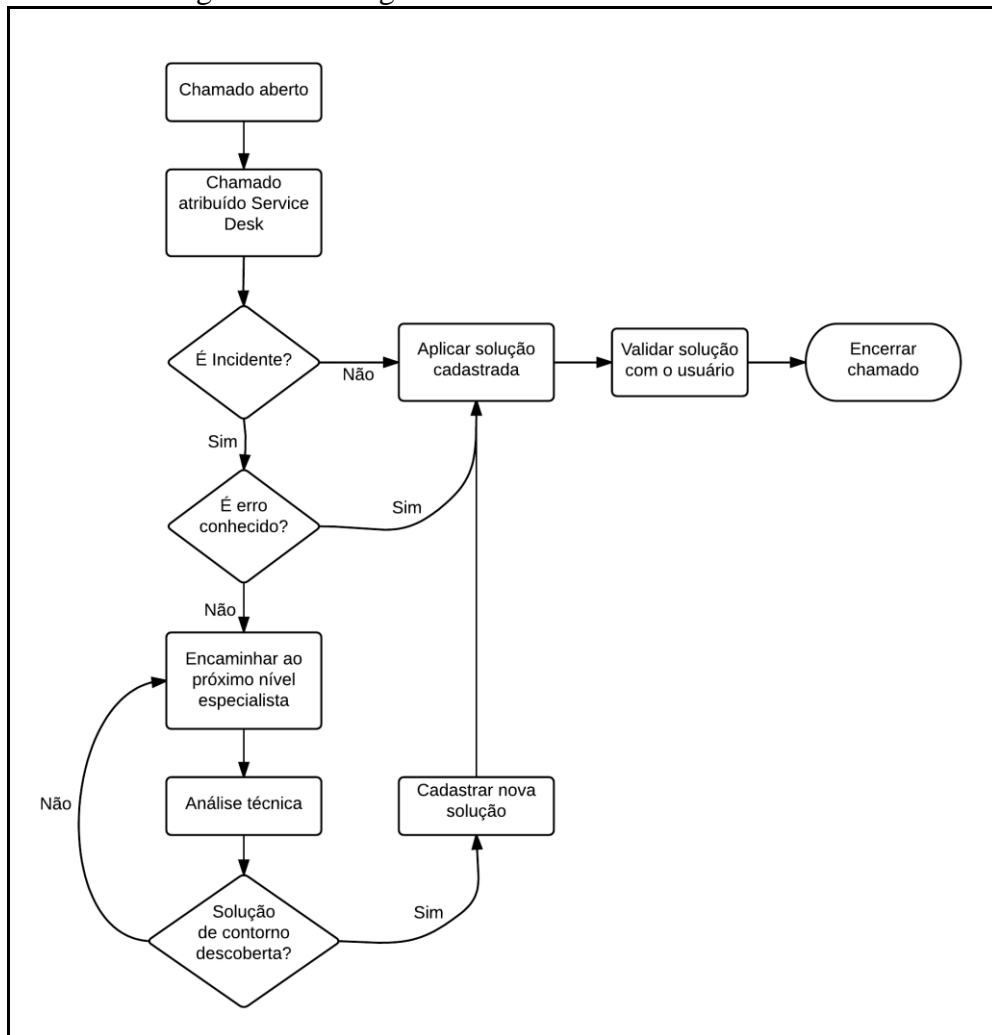 Chamado aberto
Chamado
atribuído Service
Desk
É Incidente?
Não
Aplicar solução
cadastrada
Validar solução
com o usuário
Encerrar
chamado
Sim
É erro
conhecido?
Sim
Não
Encaminhar ao
próximo nível
especialista
Não
Análise técnica
Cadastrar nova
solução
Solução
de contorno
descoberta?
Sim